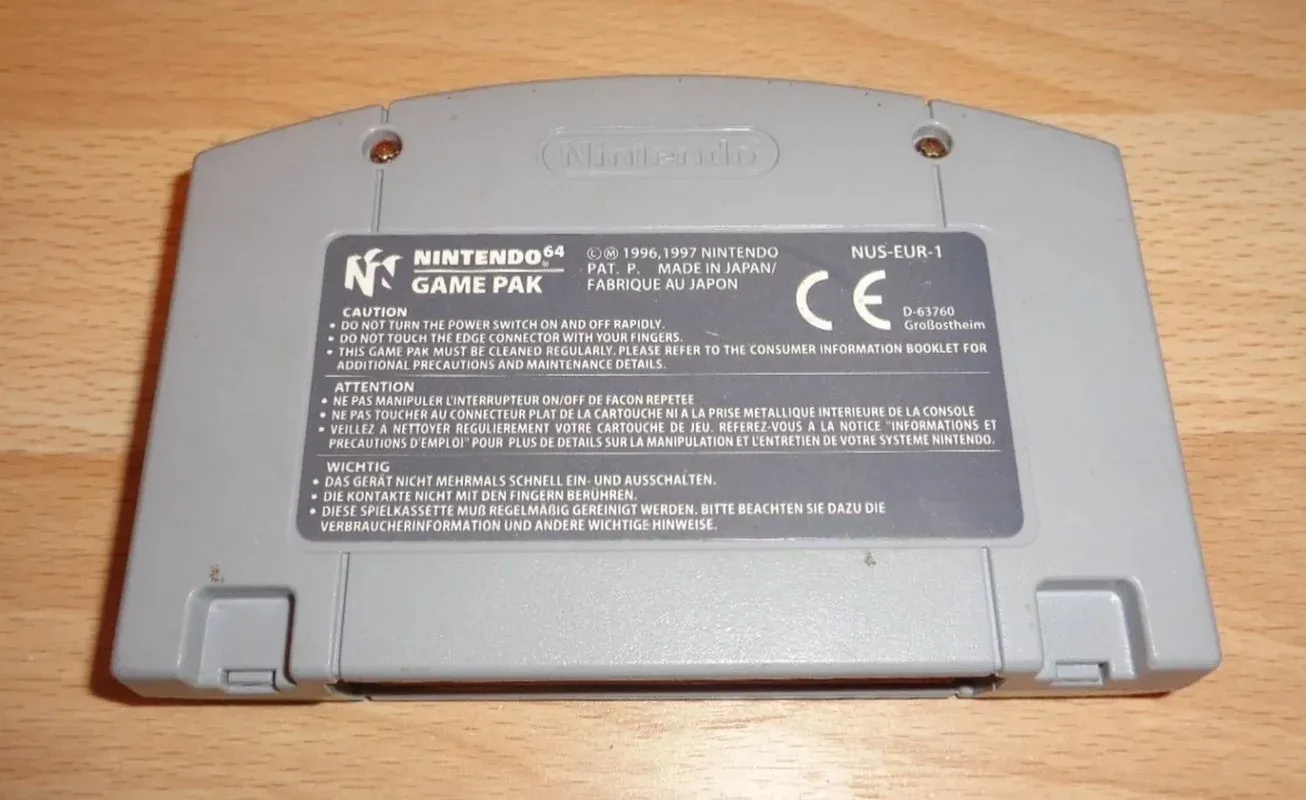 Nintendo
NINTENDO 64
GAME PAK
©Ⓜ 1996,1997 NINTENDO
PAT. P. MADE IN JAPAN/
FABRIQUE AU JAPON
NUS-EUR-1
CE
D-63760
Großostheim
CAUTION
• DO NOT TURN THE POWER SWITCH ON AND OFF RAPIDLY.
• DO NOT TOUCH THE EDGE CONNECTOR WITH YOUR FINGERS.
• THIS GAME PAK MUST BE CLEANED REGULARLY. PLEASE REFER TO THE CONSUMER INFORMATION BOOKLET FOR
ADDITIONAL PRECAUTIONS AND MAINTENANCE DETAILS.
ATTENTION
• NE PAS MANIPULER L'INTERRUPTEUR ON/OFF DE FACON REPETEE
• NE PAS TOUCHER AU CONNECTEUR PLAT DE LA CARTOUCHE NI A LA PRISE METALLIQUE INTERIEURE DE LA CONSOLE
• VEILLEZ A NETTOYER REGULIEREMENT VOTRE CARTOUCHE DE JEU. REFEREZ-VOUS A LA NOTICE "INFORMATIONS ET
PRECAUTIONS D'EMPLOI" POUR PLUS DE DETAILS SUR LA MANIPULATION ET L'ENTRETIEN DE VOTRE SYSTEME NINTENDO.
WICHTIG
• DAS GERÄT NICHT MEHRMALS SCHNELL EIN- UND AUSSCHALTEN.
• DIE KONTAKTE NICHT MIT DEN FINGERN BERÜHREN.
• DIESE SPIELKASSETTE MUß REGELMÄßIG GEREINIGT WERDEN. BITTE BEACHTEN SIE DAZU DIE
VERBRAUCHERINFORMATION UND ANDERE WICHTIGE HINWEISE.